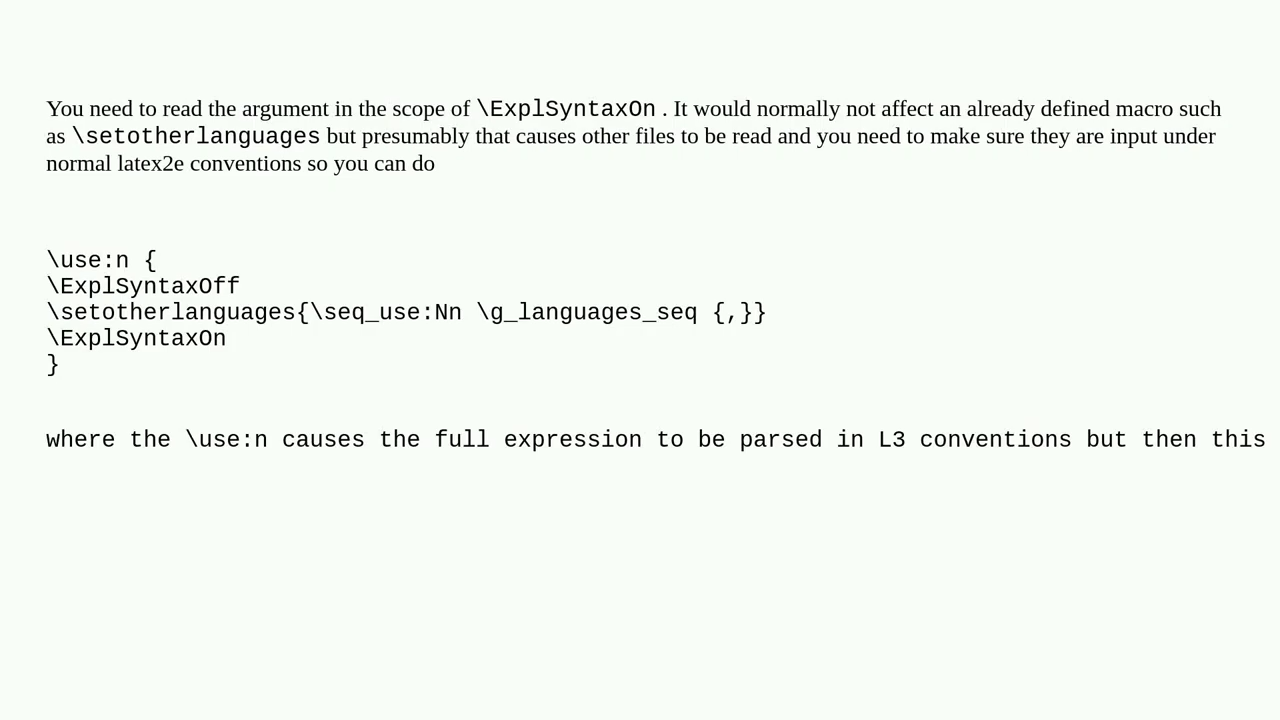 You need to read the argument in the scope of \ExplSyntaxOn . It would normally not affect an already defined macro such
as \setotherlanguages but presumably that causes other files to be read and you need to make sure they are input under
normal latex2e conventions so you can do
\use:n {
\ExplSyntaxOff
\setotherlanguages{\seq_use:Nn \g_languages_seq {,}}
\ExplSyntaxOn
}
where the \use:n causes the full expression to be parsed in L3 conventions but then this